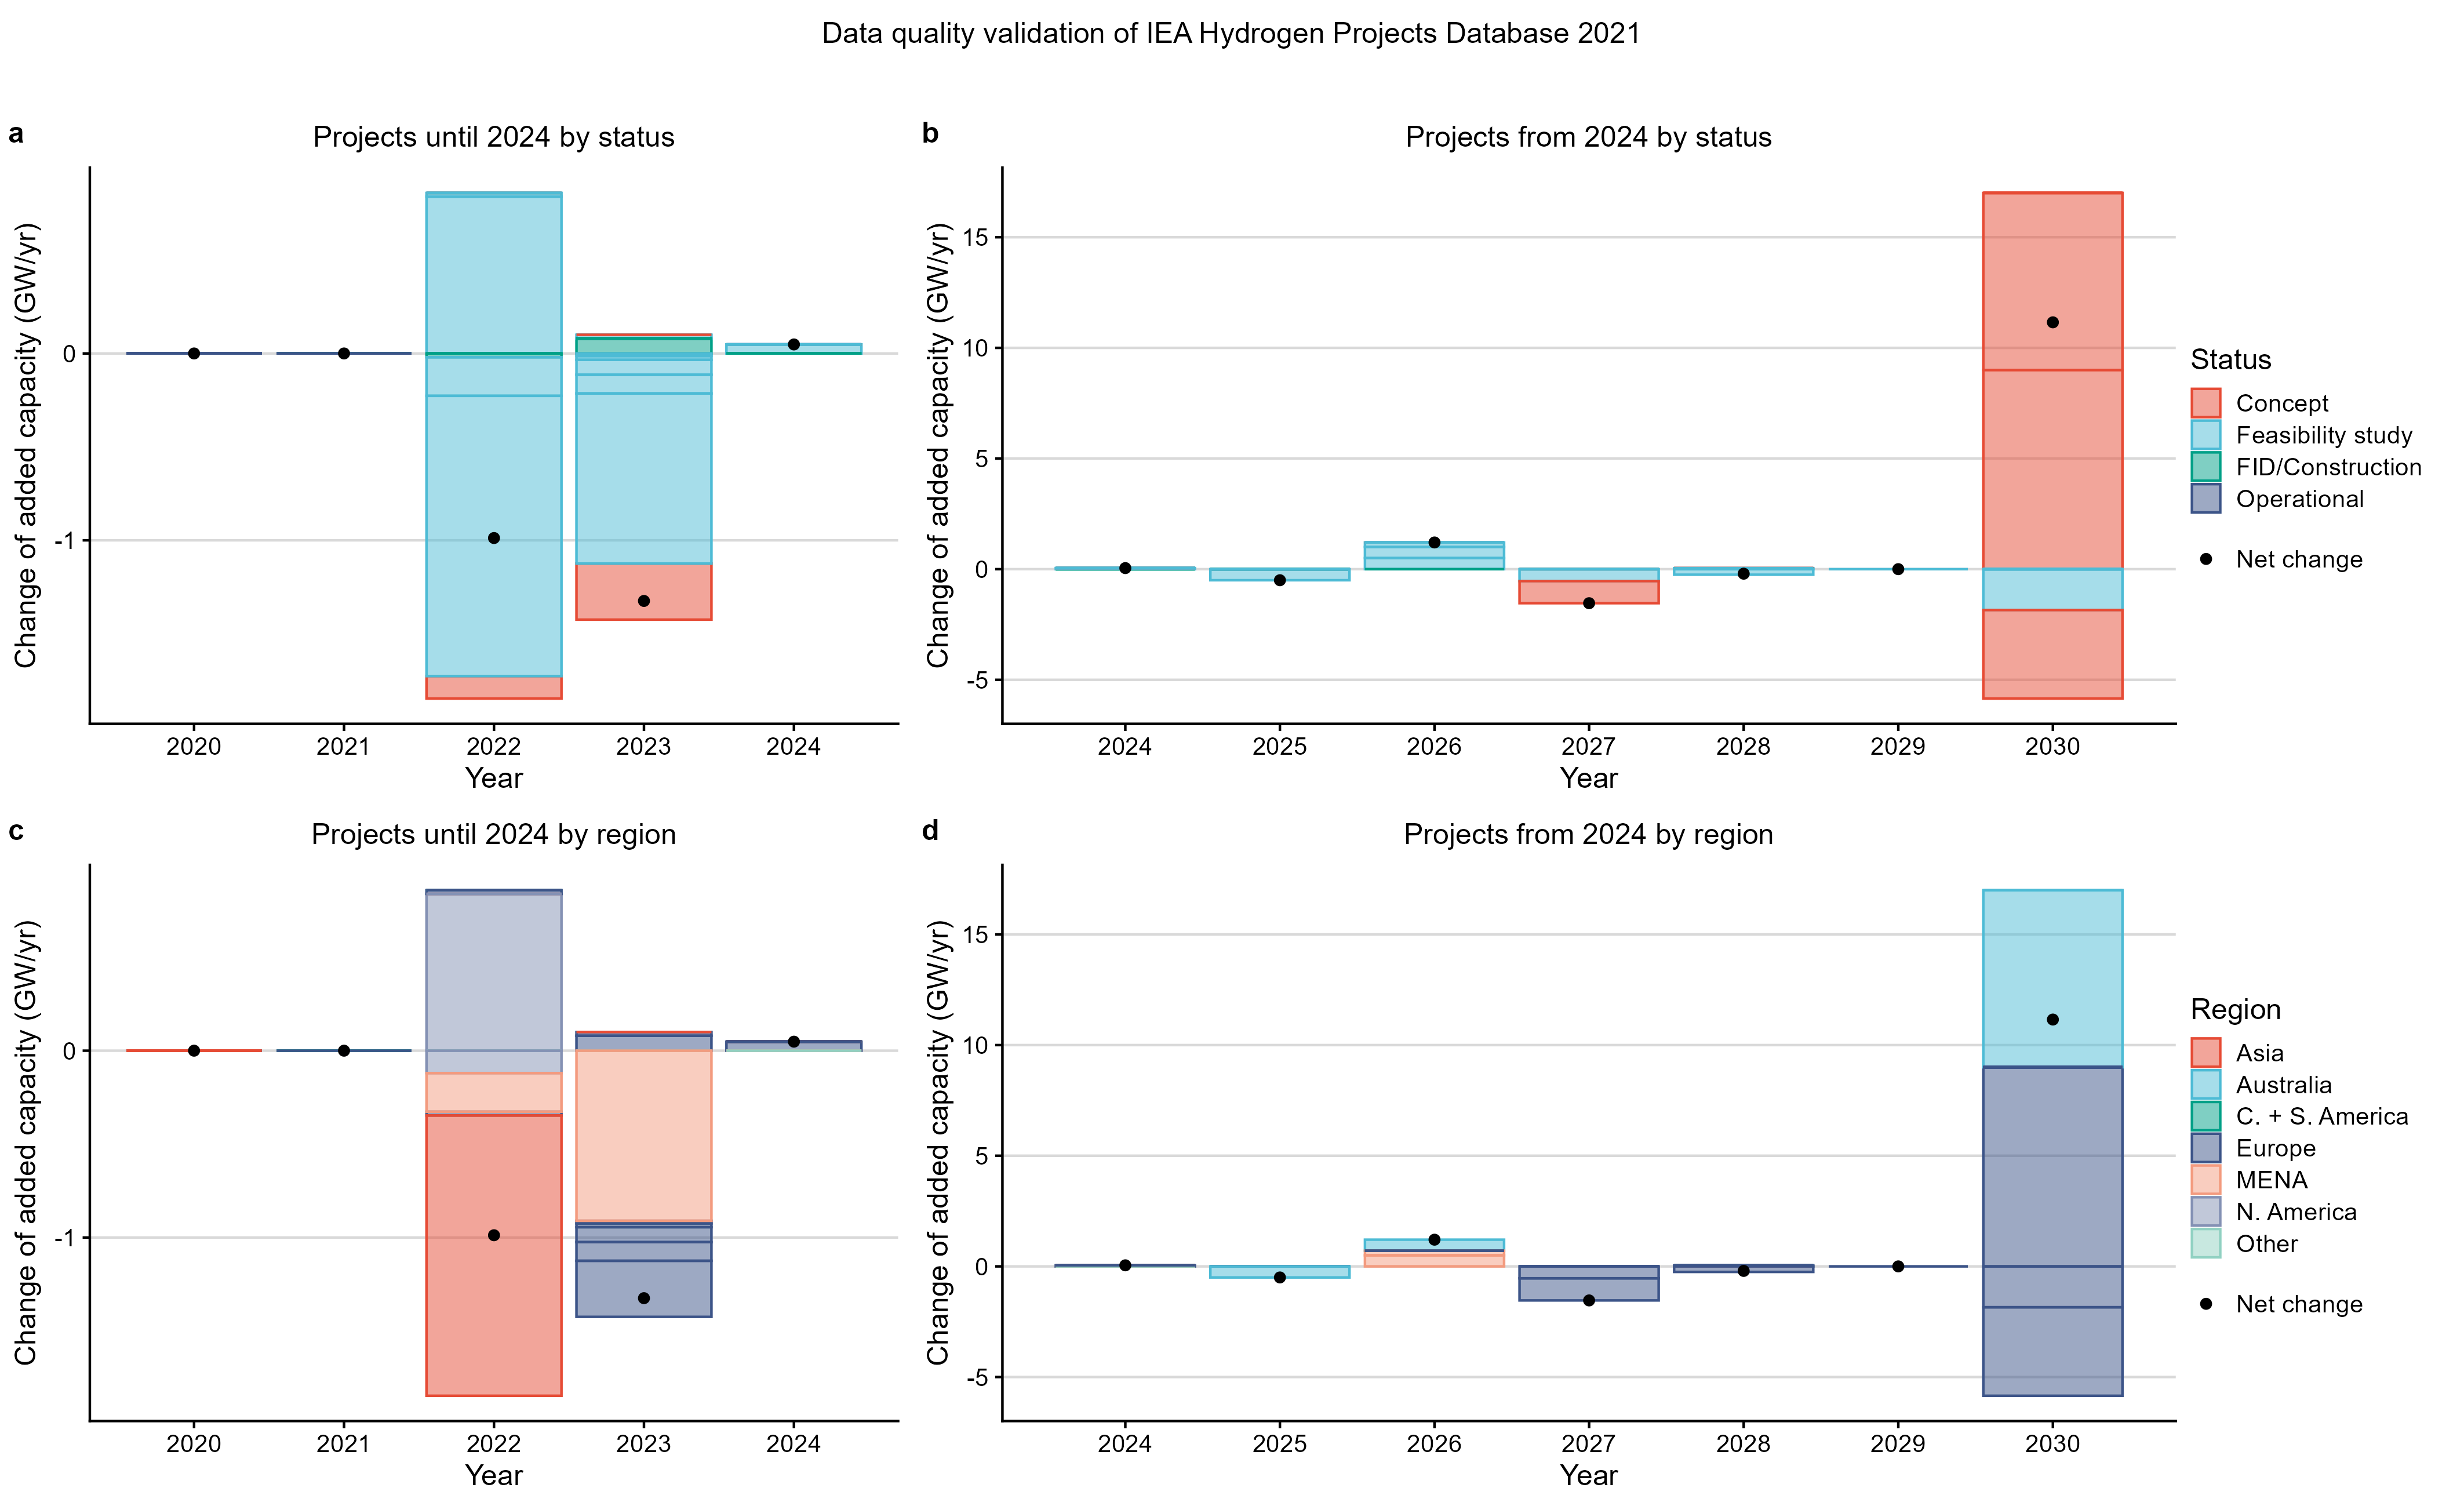 Data quality validation of IEA Hydrogen Projects Database 2021
a
Projects until 2024 by status
Change of added capacity (GW/yr)
0
-1
2020 2021 2022 2023 2024
Year
b
Projects from 2024 by status
Change of added capacity (GW/yr)
15
10
5
0
-5
2024 2025 2026 2027 2028 2029 2030
Year
Status
Concept
Feasibility study
FID/Construction
Operational
Net change
c
Projects until 2024 by region
Change of added capacity (GW/yr)
0
-1
2020 2021 2022 2023 2024
Year
d
Projects from 2024 by region
Change of added capacity (GW/yr)
15
10
5
0
-5
2024 2025 2026 2027 2028 2029 2030
Year
Region
Asia
Australia
C. + S. America
Europe
MENA
N. America
Other
Net change